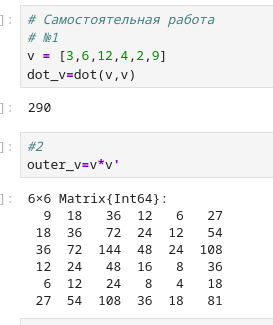 ]: # Самостоятельная работа
# №1
v = [3,6,12,4,2,9]
dot_v=dot(v,v)
]: 290
]: #2
outer_v=v*v'
]: 6×6 Matrix{Int64}:
9 18 36 12 6 27
18 36 72 24 12 54
36 72 144 48 24 108
12 24 48 16 8 36
6 12 24 8 4 18
27 54 108 36 18 81